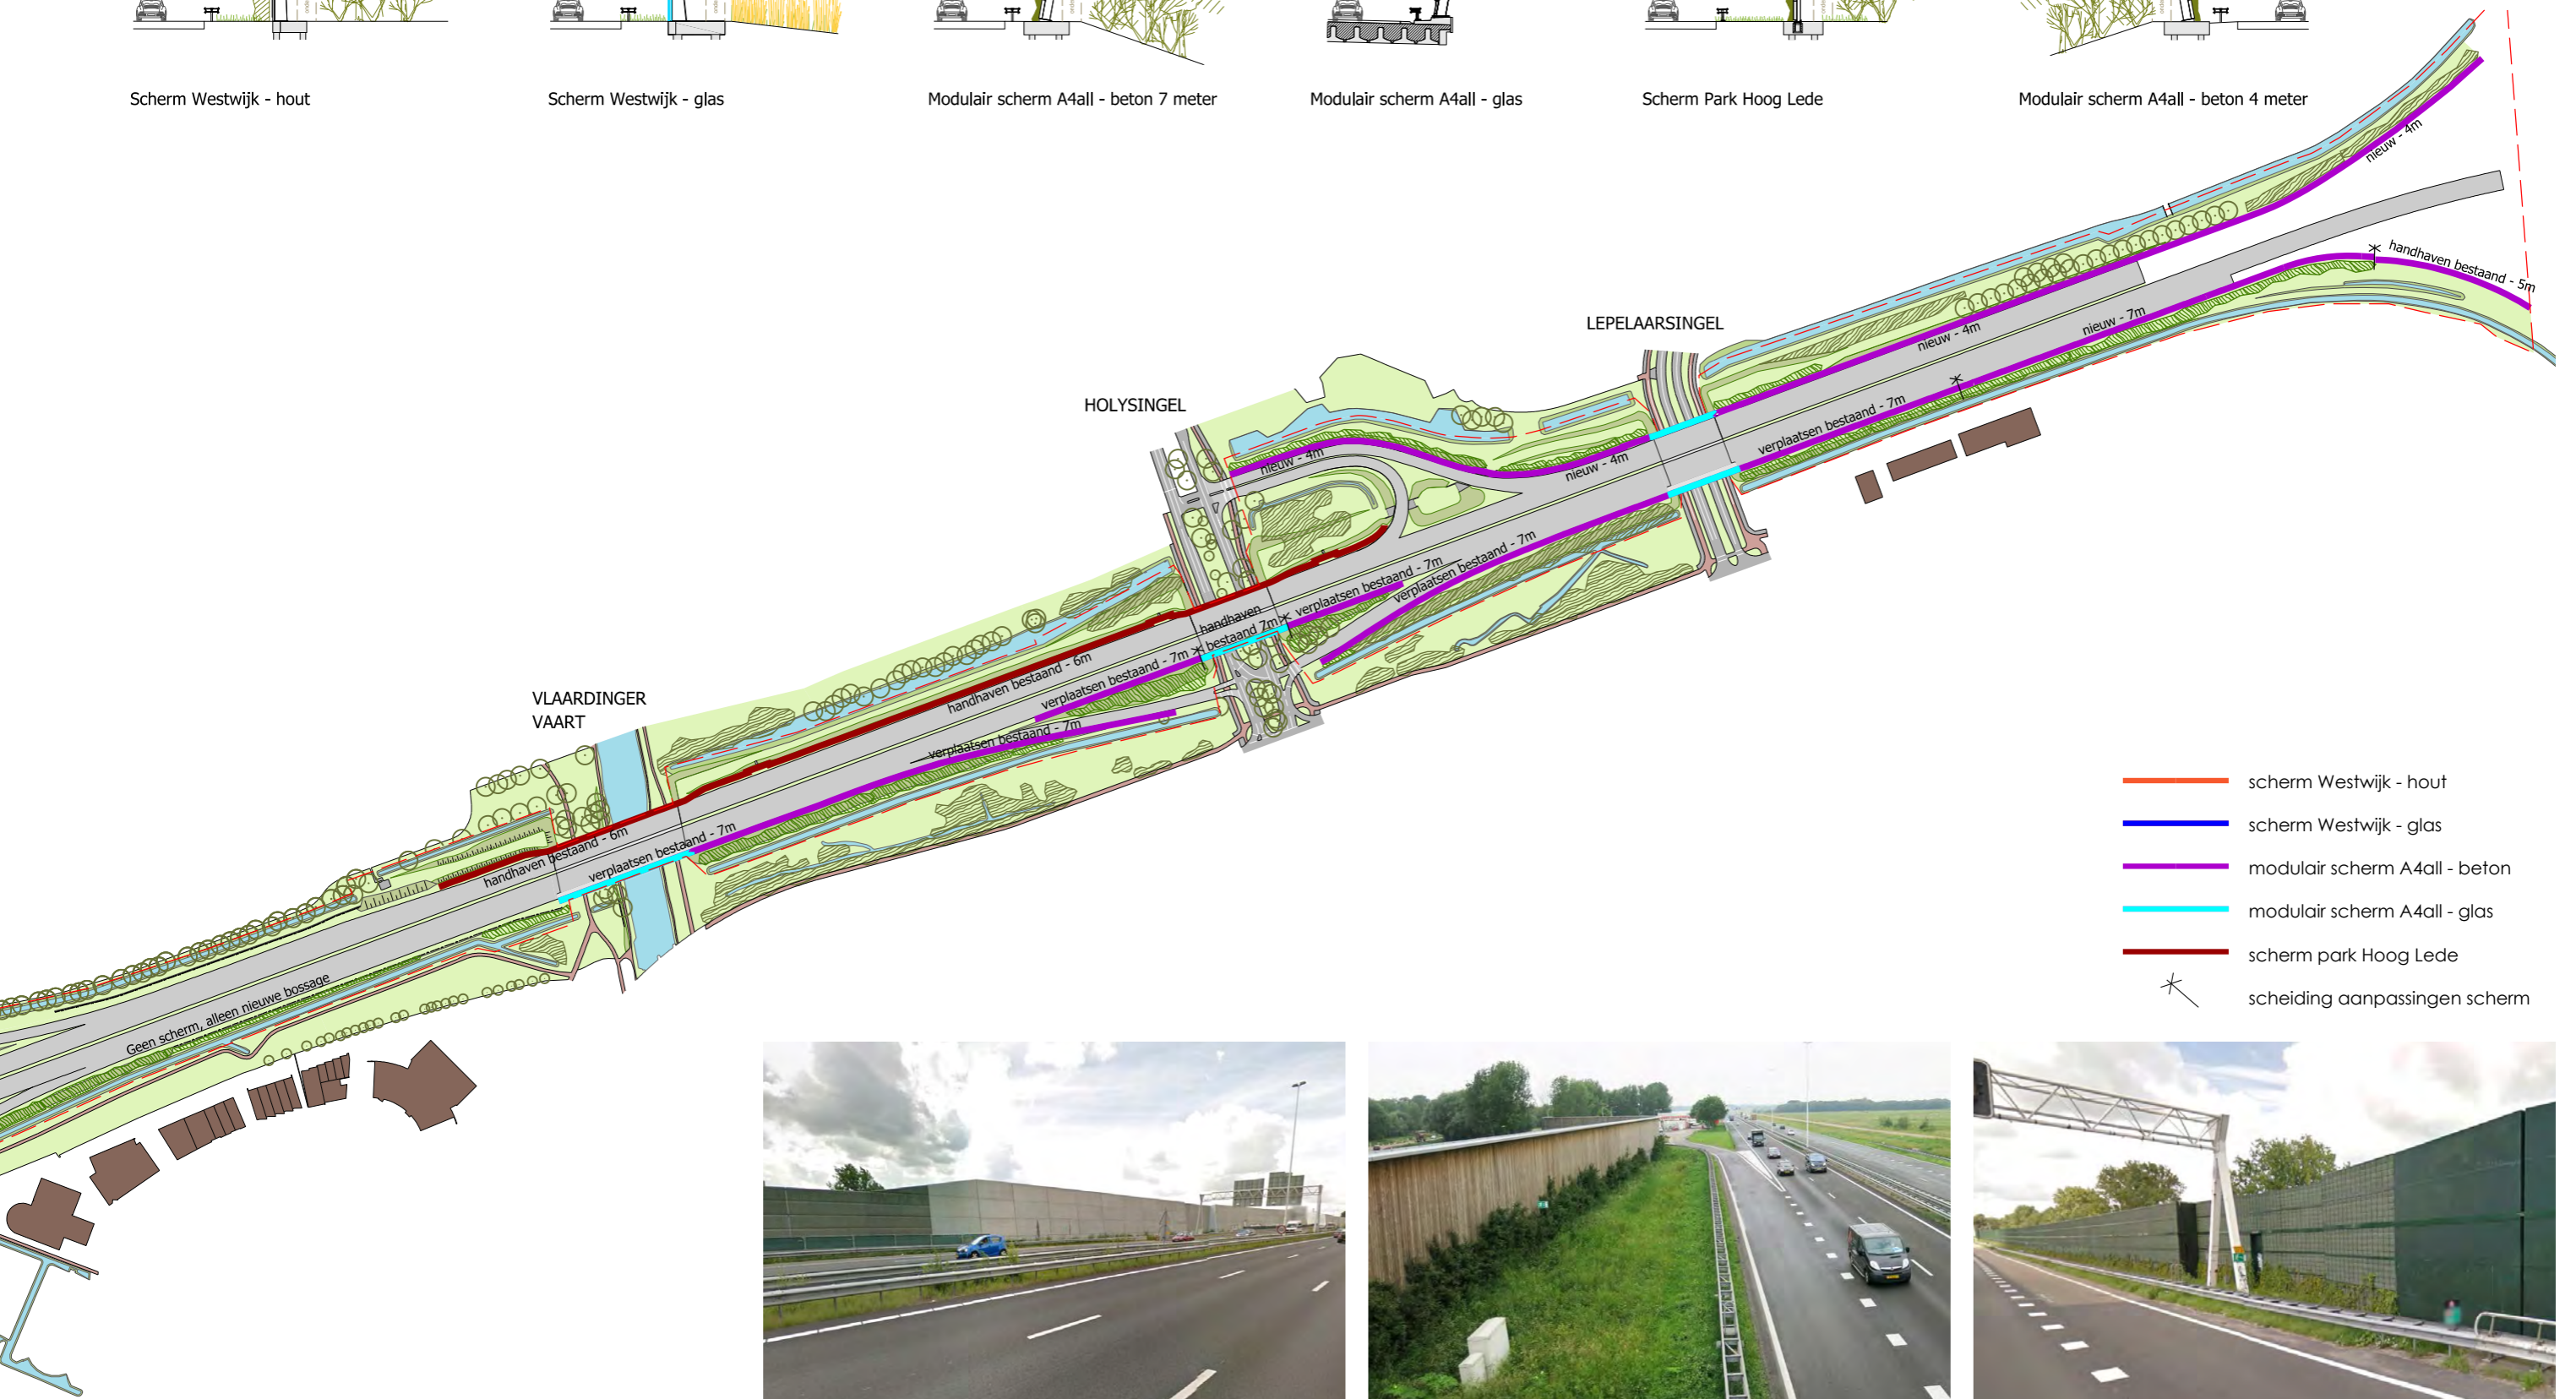 Scherm Westwijk - hout
Scherm Westwijk - glas
Modulair scherm A4all - beton 7 meter
Modulair scherm A4all - glas
Scherm Park Hoog Lede
Modulair scherm A4all - beton 4 meter
nieuw - 4m
handhaven bestaand - 5m
LEPELAARSINGEL
nieuw - 4m
nieuw - 7m
HOLYSINGEL
verplaatsen bestaand - 7m
nieuw - 4m
nieuw - 4m
verplaatsen bestaand - 7m
verplaatsen bestaand - 7m
handhaven
bestaand 7m
handhaven bestaand - 6m
verplaatsen bestaand - 7m
VLAARDINGER
VAART
verplaatsen bestaand - 7m
handhaven bestaand - 6m
verplaatsen bestaand - 7m
Geen scherm, alleen nieuwe bossage
scherm Westwijk - hout
scherm Westwijk - glas
modulair scherm A4all - beton
modulair scherm A4all - glas
scherm park Hoog Lede
scheiding aanpassingen scherm